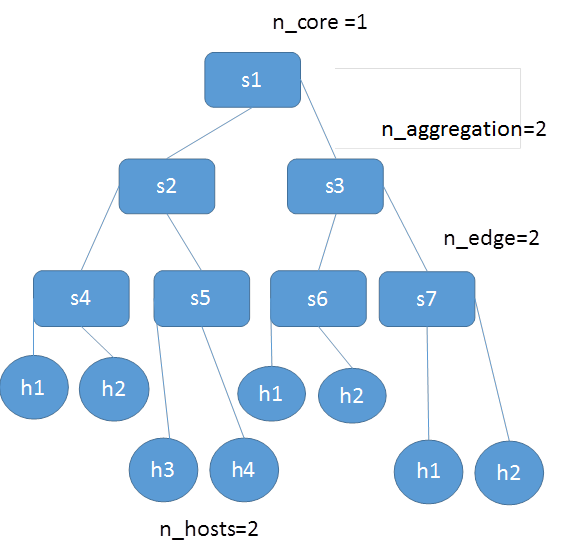 n_core =1
s1
n_aggregation=2
s2
s3
n_edge=2
s4
s5
s6
s7
h1
h2
h1
h2
h3
h4
h1
h2
n_hosts=2